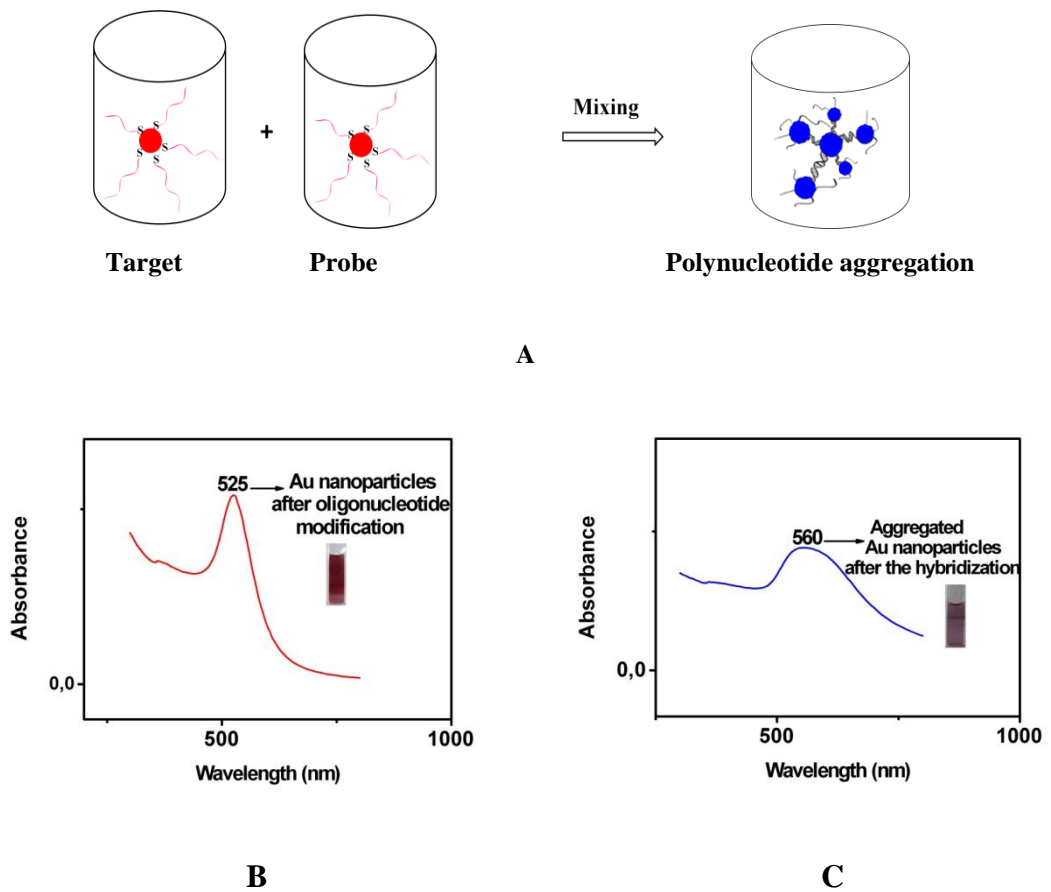 S
S
S
S
S
+
S
S
S
S
S
Mixing
Target
Probe
Polynucleotide aggregation
A
525
Au nanoparticles
after oligonucleotide
modification
Absorbance
0,0
500
1000
Wavelength (nm)
B
560
Aggregated
Au nanoparticles
after the hybridization
Absorbance
0,0
500
1000
Wavelength (nm)
C